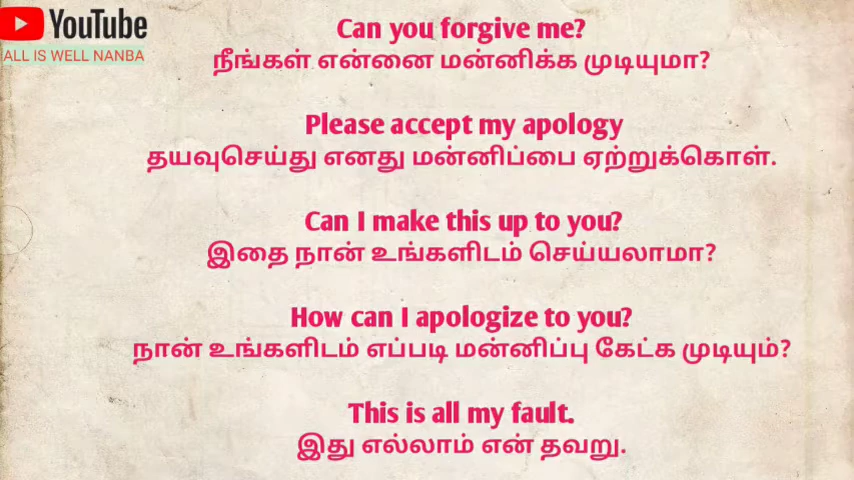 YouTube
ALL IS WELL NANBA
Can you forgive me?
நீங்கள் என்னை மன்னிக்க முடியுமா?
Please accept my apology
தயவுசெய்து எனது மன்னிப்பை ஏற்றுக்கொள்.
Can I make this up to you?
இதை நான் உங்களிடம் செய்யலாமா?
How can I apologize to you?
நான் உங்களிடம் எப்படி மன்னிப்பு கேட்க முடியும்?
This is all my fault.
இது எல்லாம் என் தவறு.